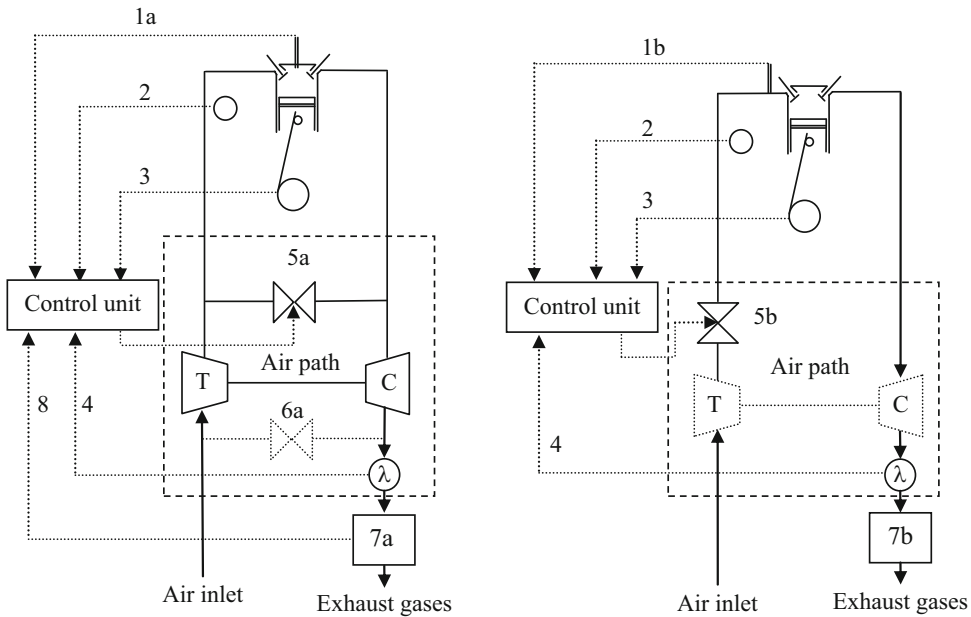 1a
2
3
5a
Control unit
Air path
T
C
8
4
6a
λ
7a
Air inlet
Exhaust gases
1b
2
3
Control unit
5b
Air path
T
C
4
λ
7b
Air inlet
Exhaust gases